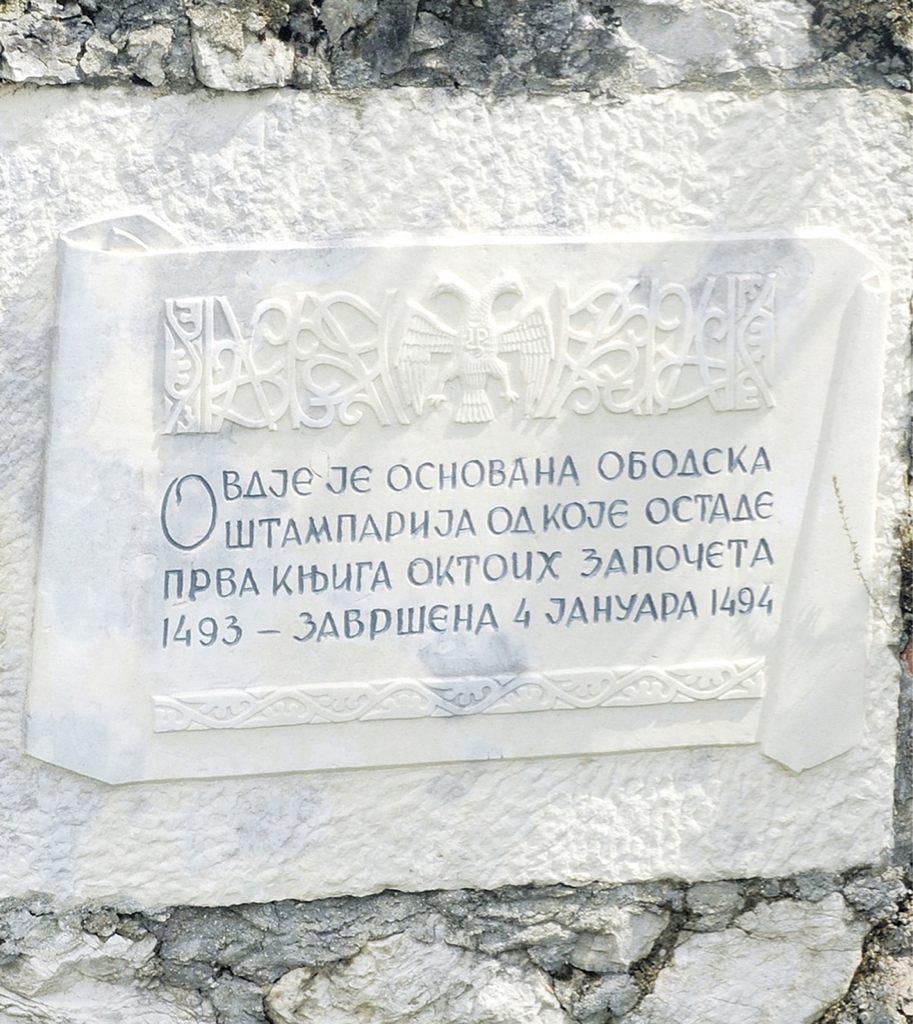 ОВДЈЕ ЈЕ ОСНОВАНА ОБОДСКА
ШТАМПАРИЈА ОД КОЈЕ ОСТАДЕ
ПРВА КЊИГА ОКТОИХ ЗАПОЧЕТА
1493 – ЗАВРШЕНА 4 ЈАНУАРА 1494